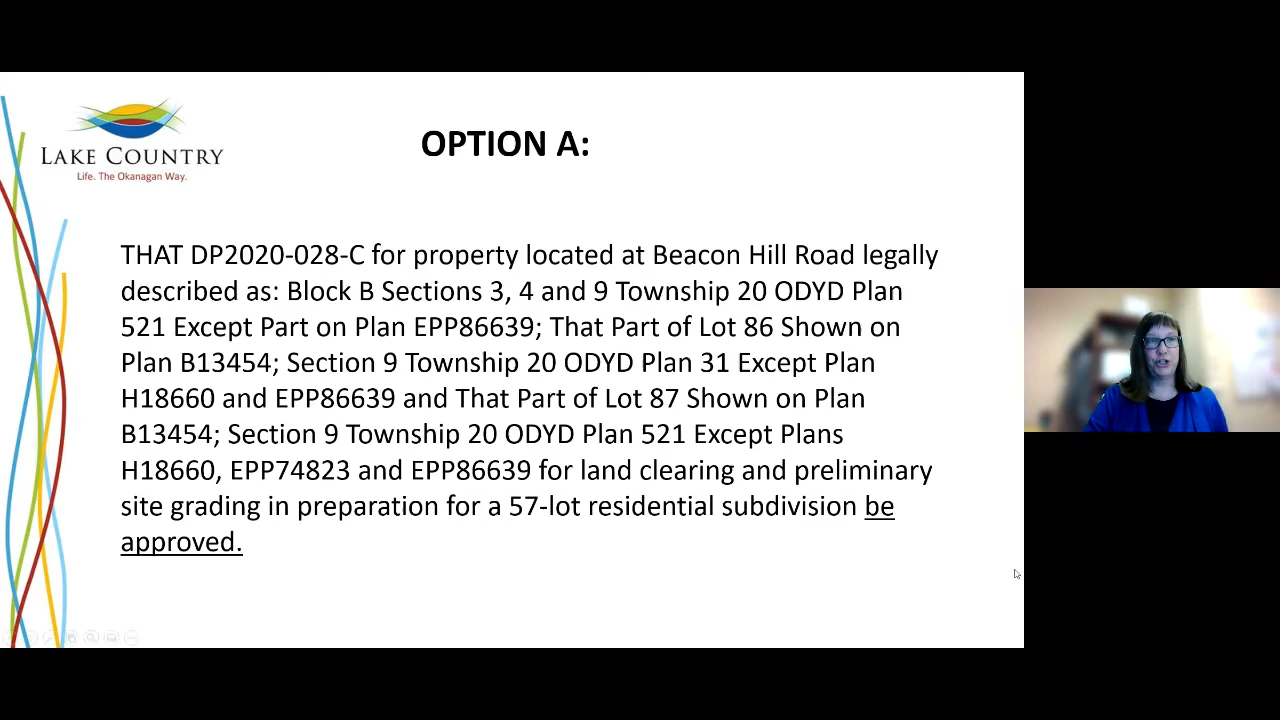 LAKE COUNTRY
Life. The Okanagan Way.
OPTION A:
THAT DP2020-028-C for property located at Beacon Hill Road legally
described as: Block B Sections 3, 4 and 9 Township 20 ODYD Plan
521 Except Part on Plan EPP86639; That Part of Lot 86 Shown on
Plan B13454; Section 9 Township 20 ODYD Plan 31 Except Plan
H18660 and EPP86639 and That Part of Lot 87 Shown on Plan
B13454; Section 9 Township 20 ODYD Plan 521 Except Plans
H18660, EPP74823 and EPP86639 for land clearing and preliminary
site grading in preparation for a 57-lot residential subdivision be
approved.